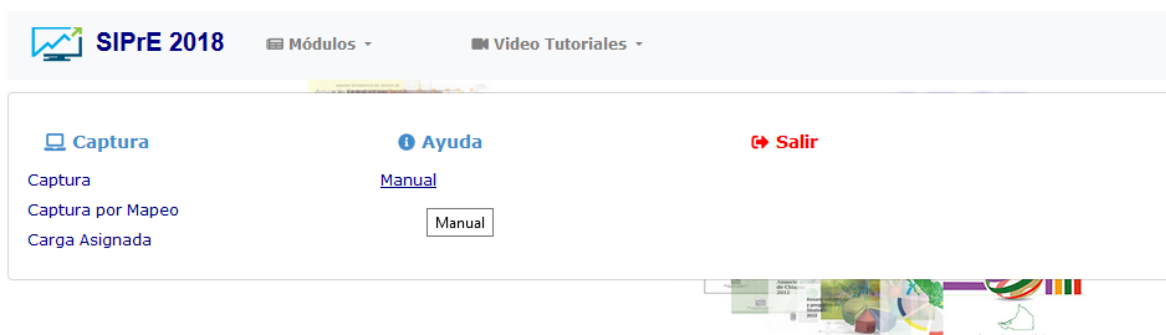 SIPrE 2018
Módulos
Video Tutoriales
Captura
Ayuda
Salir
Captura
Manual
Captura por Mapeo
Manual
Carga Asignada